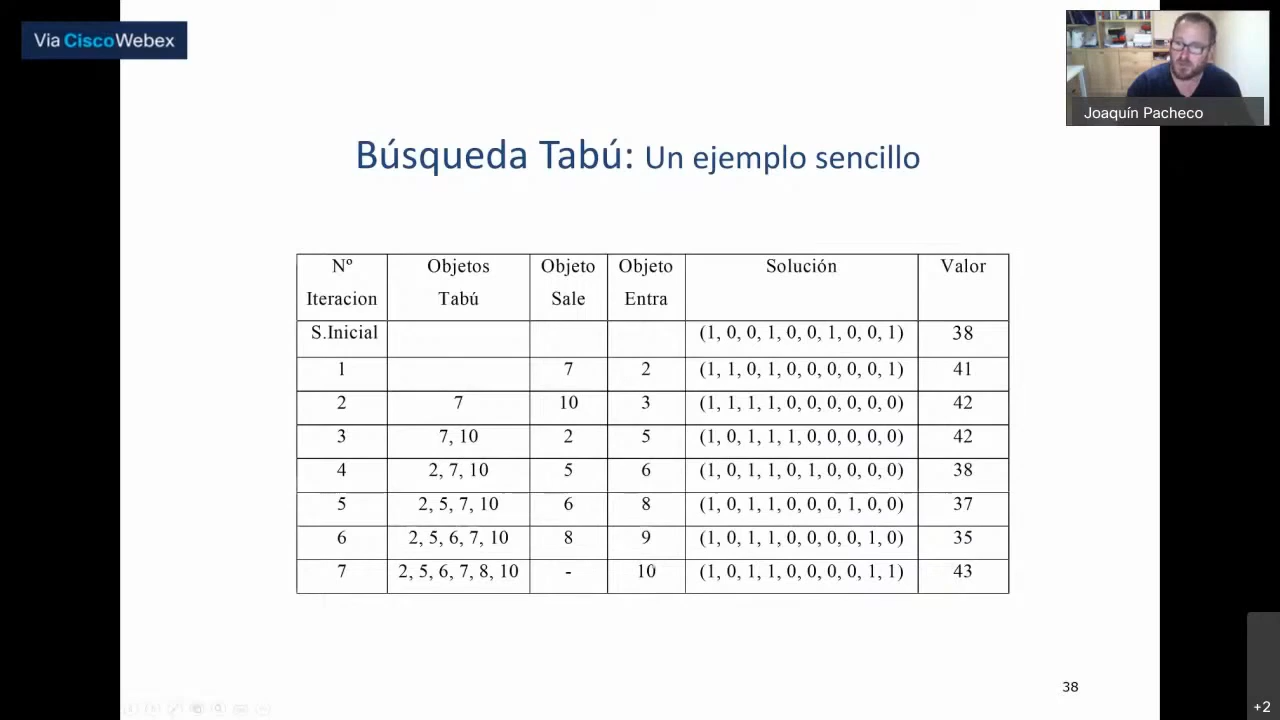 Via CiscoWebex
Joaquín Pacheco
Búsqueda Tabú: Un ejemplo sencillo
Nº Iteracion Objetos Tabú Objeto Sale Objeto Entra Solución Valor
S.Inicial (1, 0, 0, 1, 0, 0, 1, 0, 0, 1) 38
1 7 2 (1, 1, 0, 1, 0, 0, 0, 0, 0, 1) 41
2 7 10 3 (1, 1, 1, 1, 0, 0, 0, 0, 0, 0) 42
3 7, 10 2 5 (1, 0, 1, 1, 1, 0, 0, 0, 0, 0) 42
4 2, 7, 10 5 6 (1, 0, 1, 1, 0, 1, 0, 0, 0, 0) 38
5 2, 5, 7, 10 6 8 (1, 0, 1, 1, 0, 0, 0, 1, 0, 0) 37
6 2, 5, 6, 7, 10 8 9 (1, 0, 1, 1, 0, 0, 0, 0, 1, 0) 35
7 2, 5, 6, 7, 8, 10 - 10 (1, 0, 1, 1, 0, 0, 0, 0, 1, 1) 43
38
+2